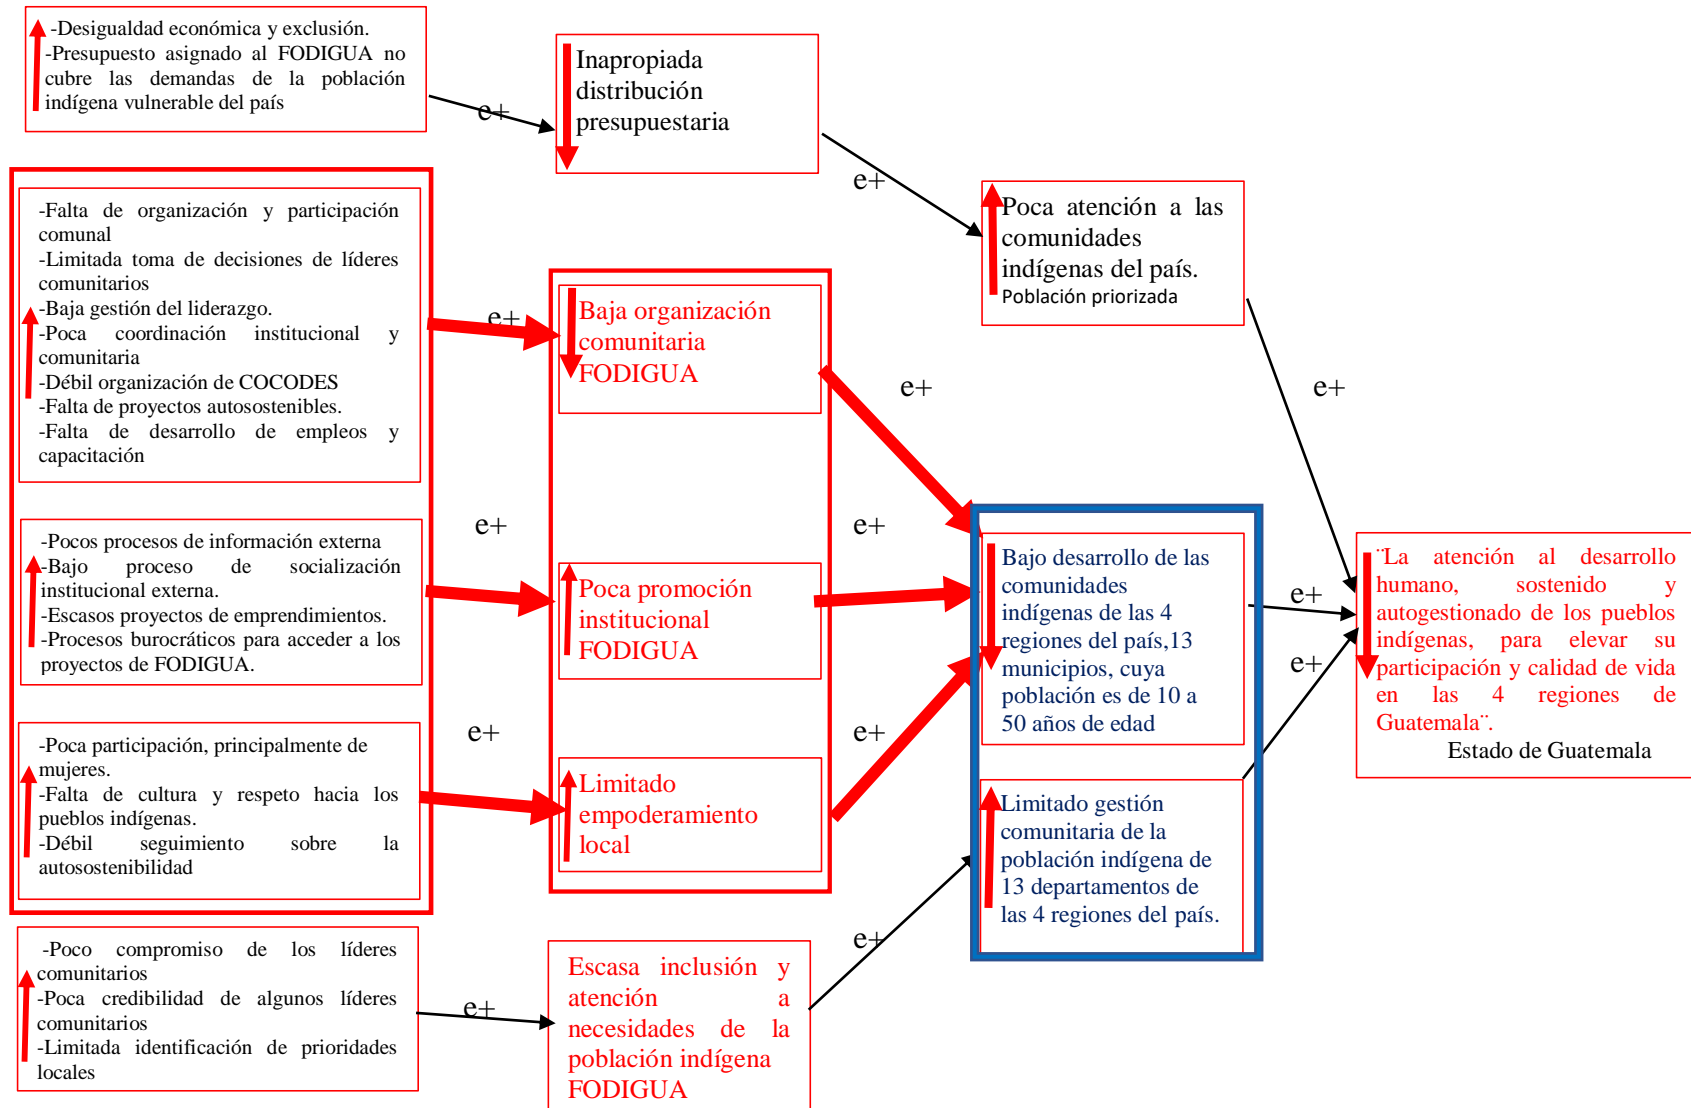 -Desigualdad económica y exclusión.
-Presupuesto asignado al FODIGUA no
cubre las demandas de la población
indígena vulnerable del país
e+
Inapropiada
distribución
presupuestaria
e+
Poca atención a las
comunidades
indígenas del país.
Población priorizada
e+
-Falta de organización y participación
comunal
-Limitada toma de decisiones de líderes
comunitarios
-Baja gestión del liderazgo.
-Poca coordinación institucional y
comunitaria
-Débil organización de COCODES
-Falta de proyectos autosostenibles.
-Falta de desarrollo de empleos y
capacitación
e+
Baja organización
comunitaria
FODIGUA
e+
-Pocos procesos de información externa
-Bajo proceso de socialización
institucional externa.
-Escasos proyectos de emprendimientos.
-Procesos burocráticos para acceder a los
proyectos de FODIGUA.
e+
Poca promoción
institucional
FODIGUA
e+
-Poca participación, principalmente de
mujeres.
-Falta de cultura y respeto hacia los
pueblos indígenas.
-Débil seguimiento sobre la
autosostenibilidad
e+
Limitado
empoderamiento
local
e+
Bajo desarrollo de las
comunidades
indígenas de las 4
regiones del país,13
municipios, cuya
población es de 10 a
50 años de edad
e+
Limitado gestión
comunitaria de la
población indígena de
13 departamentos de
las 4 regiones del país.
e+
¨La atención al desarrollo
humano, sostenido y
autogestionado de los pueblos
indígenas, para elevar su
participación y calidad de vida
en las 4 regiones de
Guatemala¨.
Estado de Guatemala
-Poco compromiso de los líderes
comunitarios
-Poca credibilidad de algunos líderes
comunitarios
-Limitada identificación de prioridades
locales
e+
Escasa inclusión y
atención a
necesidades de la
población indígena
FODIGUA
e+